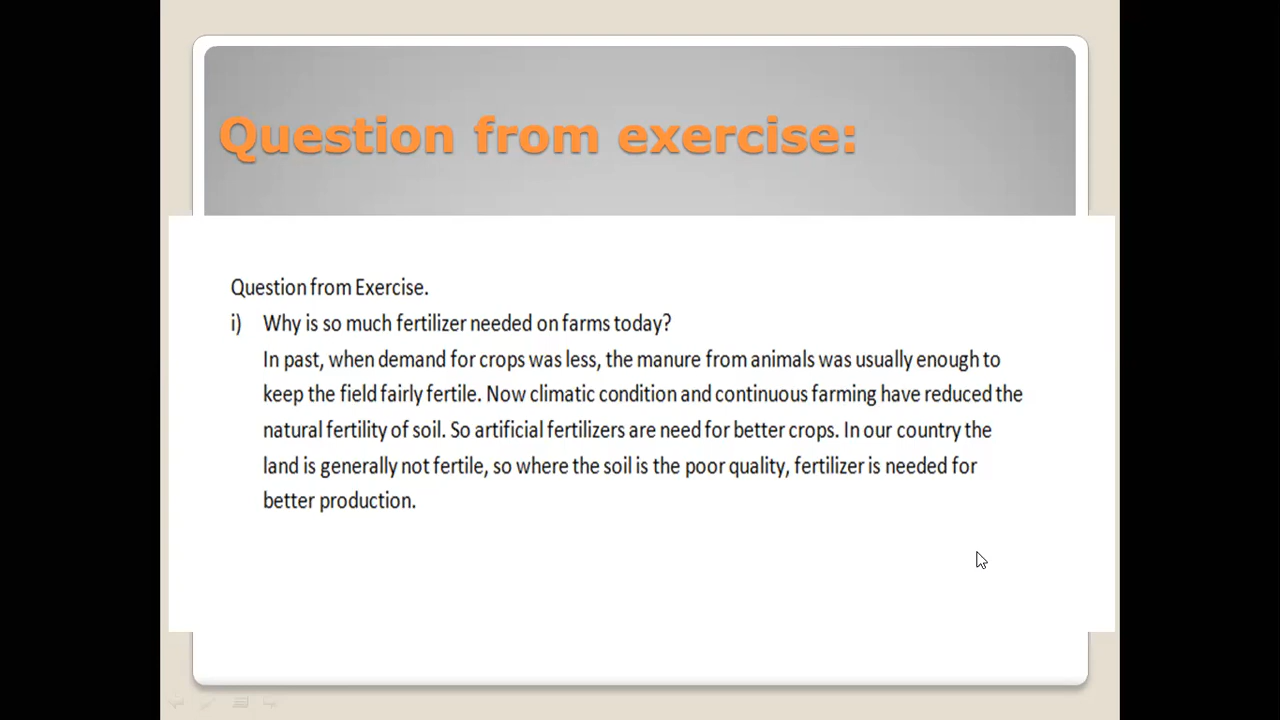 Question from exercise:
Question from Exercise.
i) Why is so much fertilizer needed on farms today?
In past, when demand for crops was less, the manure from animals was usually enough to
keep the field fairly fertile. Now climatic condition and continuous farming have reduced the
natural fertility of soil. So artificial fertilizers are need for better crops. In our country the
land is generally not fertile, so where the soil is the poor quality, fertilizer is needed for
better production.